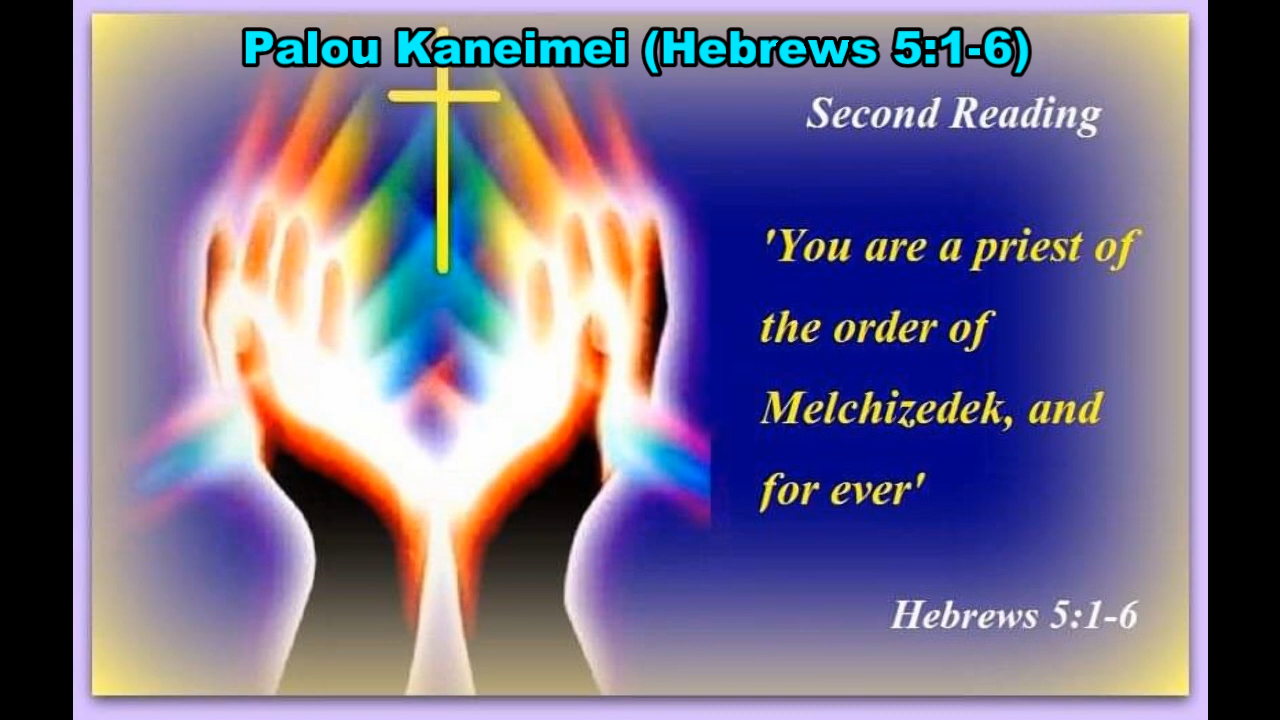 Palou Kaneimei (Hebrews 5:1-6)
Second Reading
'You are a priest of
the order of
Melchizedek, and
for ever'
Hebrews 5:1-6